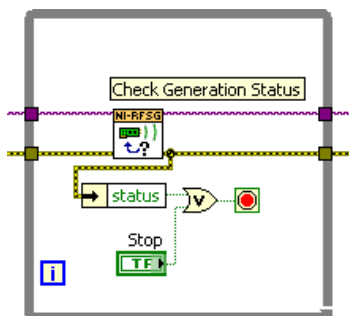 Check Generation Status
NI-RFSG
?
status
V
Stop
TF
i